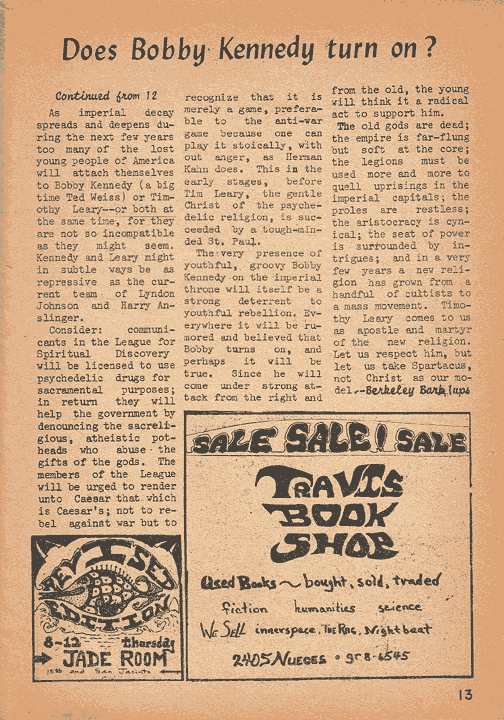 Does Bobby Kennedy turn on?
Continued from 12
As imperial decay
spreads and deepens du-
ring the next few years
too many of the lost
young people of America
will attach themselves
to Bobby Kennedy (a big
time Ted Weiss) or Tim-
othy Leary--or both at
the same time, for they
are not so incompatible
as they might seem.
Kennedy and Leary might
in subtle ways be as
repressive as the cur-
rent team of Lyndon
Johnson and Harry An-
slinger.
Consider: communi-
cants in the League for
Spiritual Discovery
will be licensed to use
psychedelic drugs for
sacramental purposes;
in return they will
help the government by
denouncing the sacreli-
gious, atheistic pot-
heads who abuse the
gifts of the gods. The
members of the League
will be urged to render
unto Caesar that which
is Caesar's; not to re-
bel against war but to
recognize that it is
merely a game, prefera-
ble to the anti-war
game because one can
play it stoically, with
out anger, as Herman
Kahn does. This in the
early stages, before
Tim Leary, the gentle
Christ of the psyche-
delic religion, is suc-
ceeded by a tough-min-
ded St. Paul.
The very presence of
youthful, groovy Bobby
Kennedy on the imperial
throne will itself be a
strong deterrent to
youthful rebellion. Ev-
erywhere it will be ru-
mored and believed that
Bobby turns on, and
perhaps it will be
true. Since he will
come under strong at-
tack from the right and
from the old, the young
will think it a radical
act to support him.
The old gods are dead;
the empire is far-flung
but soft at the core;
the legions must be
used more and more to
quell uprisings in the
imperial capitals; the
proles are restless;
the aristocracy is cyn-
ical; the seat of power
is surrounded by in-
trigues; and in a very
few years a new reli-
gion has grown from a
handful of cultists to
a mass movement. Timo-
thy Leary comes to us
as apostle and martyr
of the new religion.
Let us respect him, but
let us take Spartacus,
not Christ as our mo-
del.--Berkeley Barb/ups
REVISED
EDITION
8-12 thursday
JADE ROOM
15th and San Jacinto
SALE SALE! SALE
TRAVIS
BOOK
SHOP
Used Books ~ bought, sold, traded
fiction humanities science
We Sell innerspace, The Rag, Nightbeat
2405 Nueces • gr8-6545
13